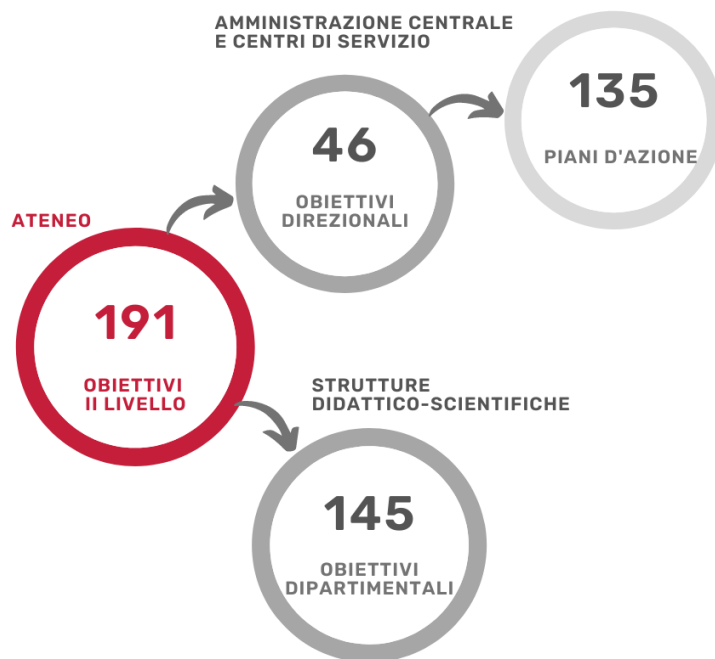 AMMINISTRAZIONE CENTRALE
E CENTRI DI SERVIZIO
135
PIANI D'AZIONE
46
OBIETTIVI
DIREZIONALI
ATENEO
191
OBIETTIVI
II LIVELLO
STRUTTURE
DIDATTICO-SCIENTIFICHE
145
OBIETTIVI
DIPARTIMENTALI